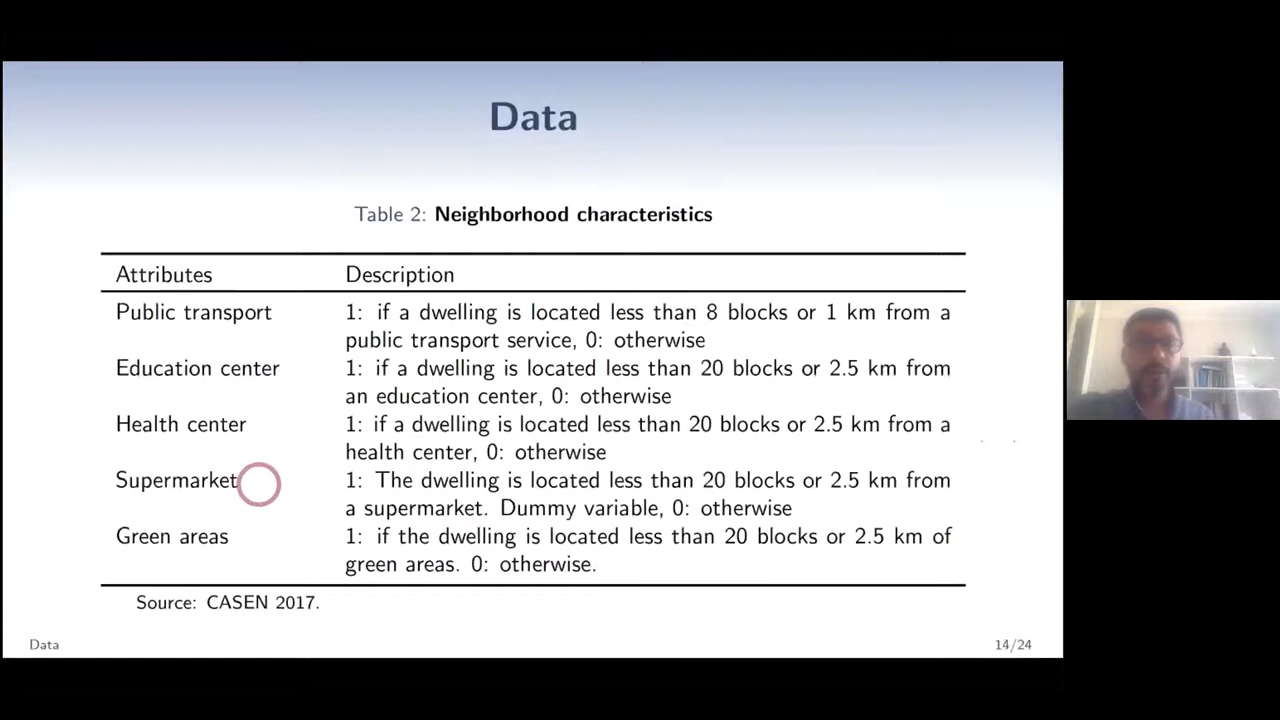 Data
Table 2: Neighborhood characteristics
Attributes Description
Public transport 1: if a dwelling is located less than 8 blocks or 1 km from a
public transport service, 0: otherwise
Education center 1: if a dwelling is located less than 20 blocks or 2.5 km from
an education center, 0: otherwise
Health center 1: if a dwelling is located less than 20 blocks or 2.5 km from a
health center, 0: otherwise
Supermarket 1: The dwelling is located less than 20 blocks or 2.5 km from
a supermarket. Dummy variable, 0: otherwise
Green areas 1: if the dwelling is located less than 20 blocks or 2.5 km of
green areas. 0: otherwise.
Source: CASEN 2017.
Data 14/24